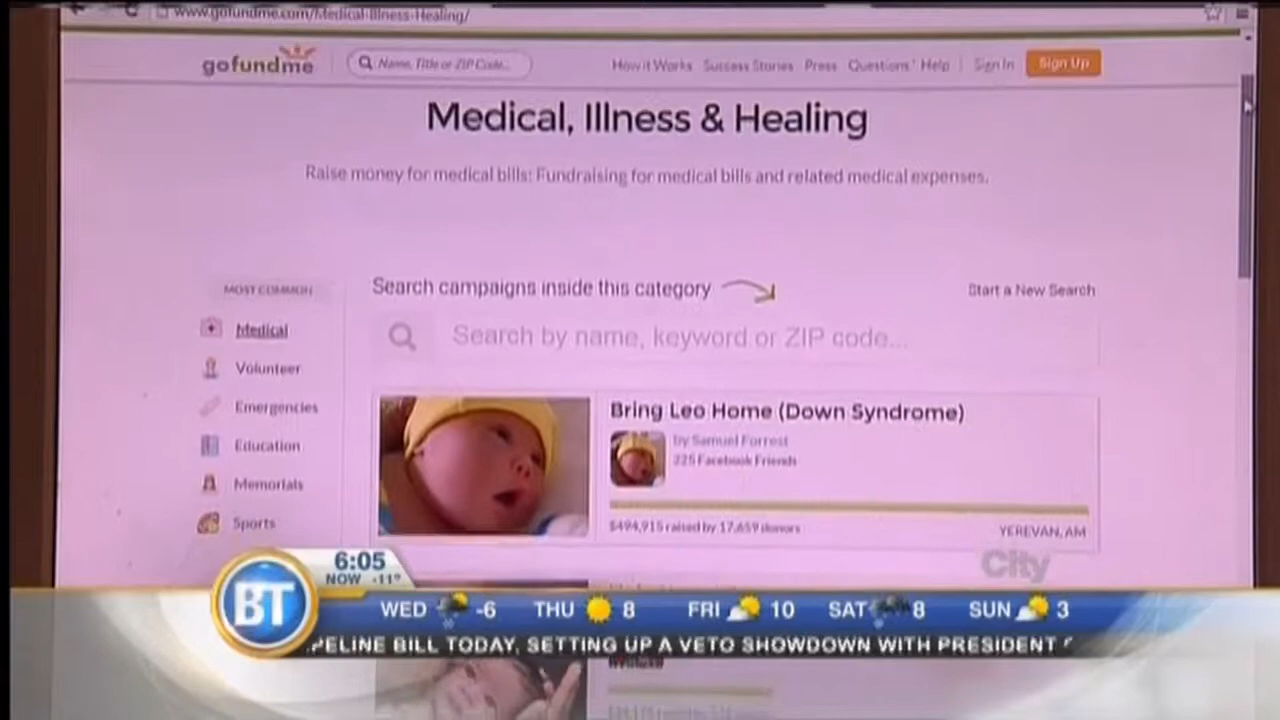 www.gofundme.com/Medical-Illness-Healing/
gofundme
Name, Title or ZIP Code...
How it Works
Success Stories
Press
Questions
Help
Sign In
Sign Up
Medical, Illness & Healing
Raise money for medical bills: Fundraising for medical bills and related medical expenses.
MOST COMMON
Search campaigns inside this category
Start a New Search
Medical
Search by name, keyword or ZIP code...
Volunteer
Emergencies
Education
Memorials
Sports
Bring Leo Home (Down Syndrome)
by Samuel Forrest
225 Facebook Friends
$494,915 raised by 17,659 donors
YEREVAN, AM
City
6:05
NOW -11°
BT
WED -6 THU 8 FRI 10 SAT 8 SUN 3
PELINE BILL TODAY, SETTING UP A VETO SHOWDOWN WITH PRESIDENT